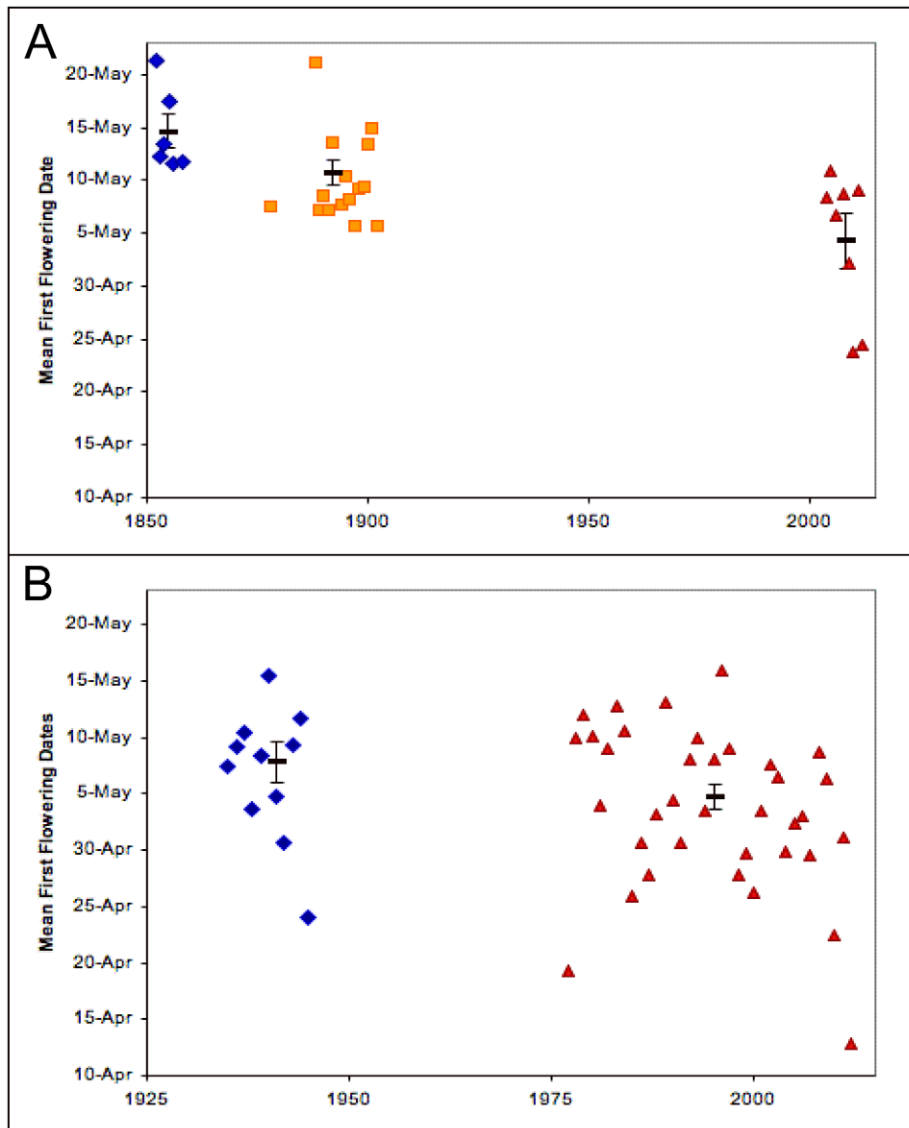 A
Mean First Flowering Date
20-May
15-May
10-May
5-May
30-Apr
25-Apr
20-Apr
15-Apr
10-Apr
1850 1900 1950 2000
B
Mean First Flowering Dates
20-May
15-May
10-May
5-May
30-Apr
25-Apr
20-Apr
15-Apr
10-Apr
1925 1950 1975 2000